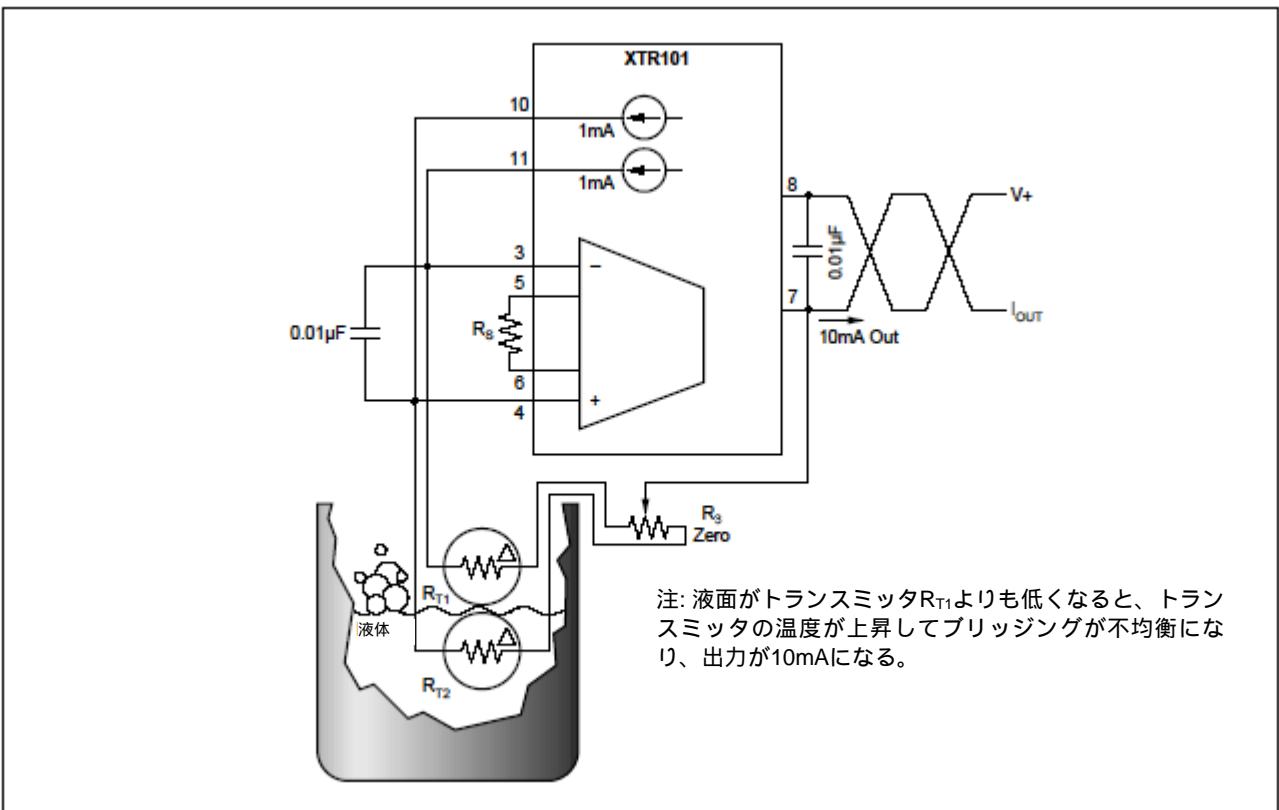 XTR101
10
1mA
11
1mA
8
V+
0.01µF
3
–
5
RS
0.01µF
6
+
4
7
10mA Out
IOUT
R3
Zero
RT1
液体
RT2
注: 液面がトランスミッタRT1よりも低くなると、トラン
スミッタの温度が上昇してブリッジングが不均衡にな
り、出力が10mAになる。